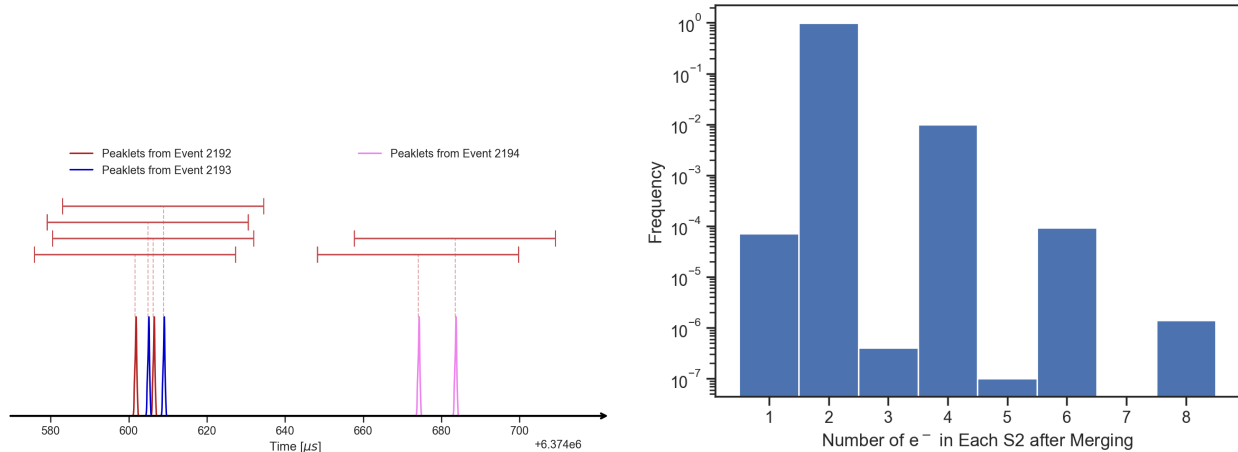 Peaklets from Event 2192
Peaklets from Event 2193
Peaklets from Event 2194
580 600 620 640 660 680 700
Time [μs]
+6.374e6
Frequency
10⁰
10⁻¹
10⁻²
10⁻³
10⁻⁴
10⁻⁵
10⁻⁶
10⁻⁷
1 2 3 4 5 6 7 8
Number of e⁻ in Each S2 after Merging